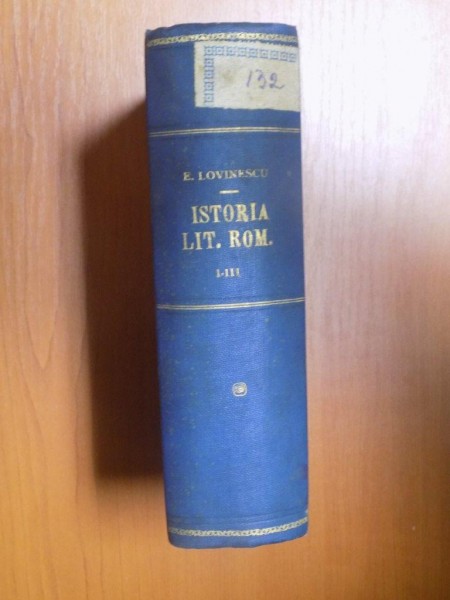 132
E. LOVINESCU
ISTORIA
LIT. ROM.
I-III